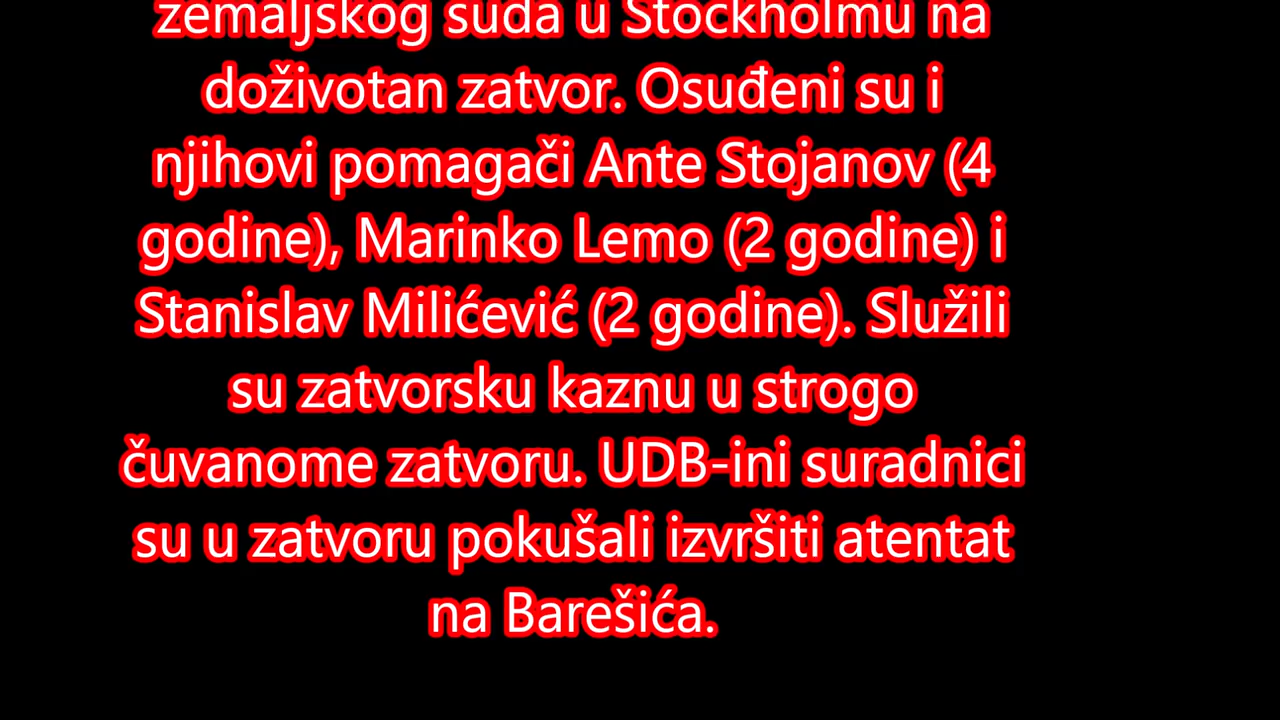 zemaljskog suda u Stockholmu na
doživotan zatvor. Osuđeni su i
njihovi pomagači Ante Stojanov (4
godine), Marinko Lemo (2 godine) i
Stanislav Milićević (2 godine). Služili
su zatvorsku kaznu u strogo
čuvanome zatvoru. UDB-ini suradnici
su u zatvoru pokušali izvršiti atentat
na Barešića.